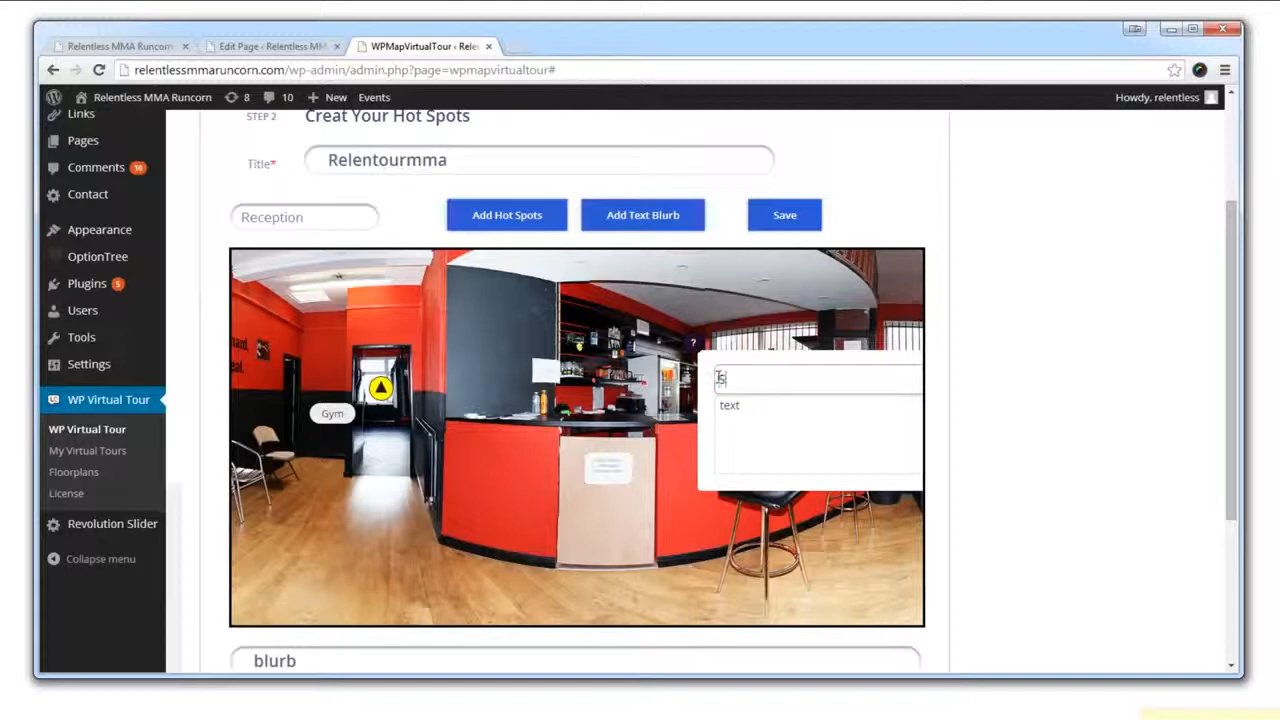 Relentless MMA Runcorn
Edit Page ‹ Relentless MM
WPMapVirtualTour ‹ Rele
relentlessmmaruncorn.com/wp-admin/admin.php?page=wpmapvirtualtour#
Relentless MMA Runcorn 8 10 New Events
Howdy, relentless
Links
Pages
Comments 10
Contact
Appearance
OptionTree
Plugins 5
Users
Tools
Settings
WP Virtual Tour
WP Virtual Tour
My Virtual Tours
Floorplans
License
Revolution Slider
Collapse menu
STEP 2 Creat Your Hot Spots
Title* Relentourmma
Reception Add Hot Spots Add Text Blurb Save
?
Gym
text
blurb